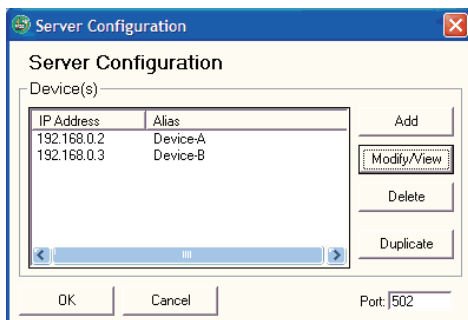 Server Configuration
Server Configuration
Device(s)
IP Address Alias
192.168.0.2 Device-A
192.168.0.3 Device-B
Add
Modify/View
Delete
Duplicate
OK Cancel Port: 502